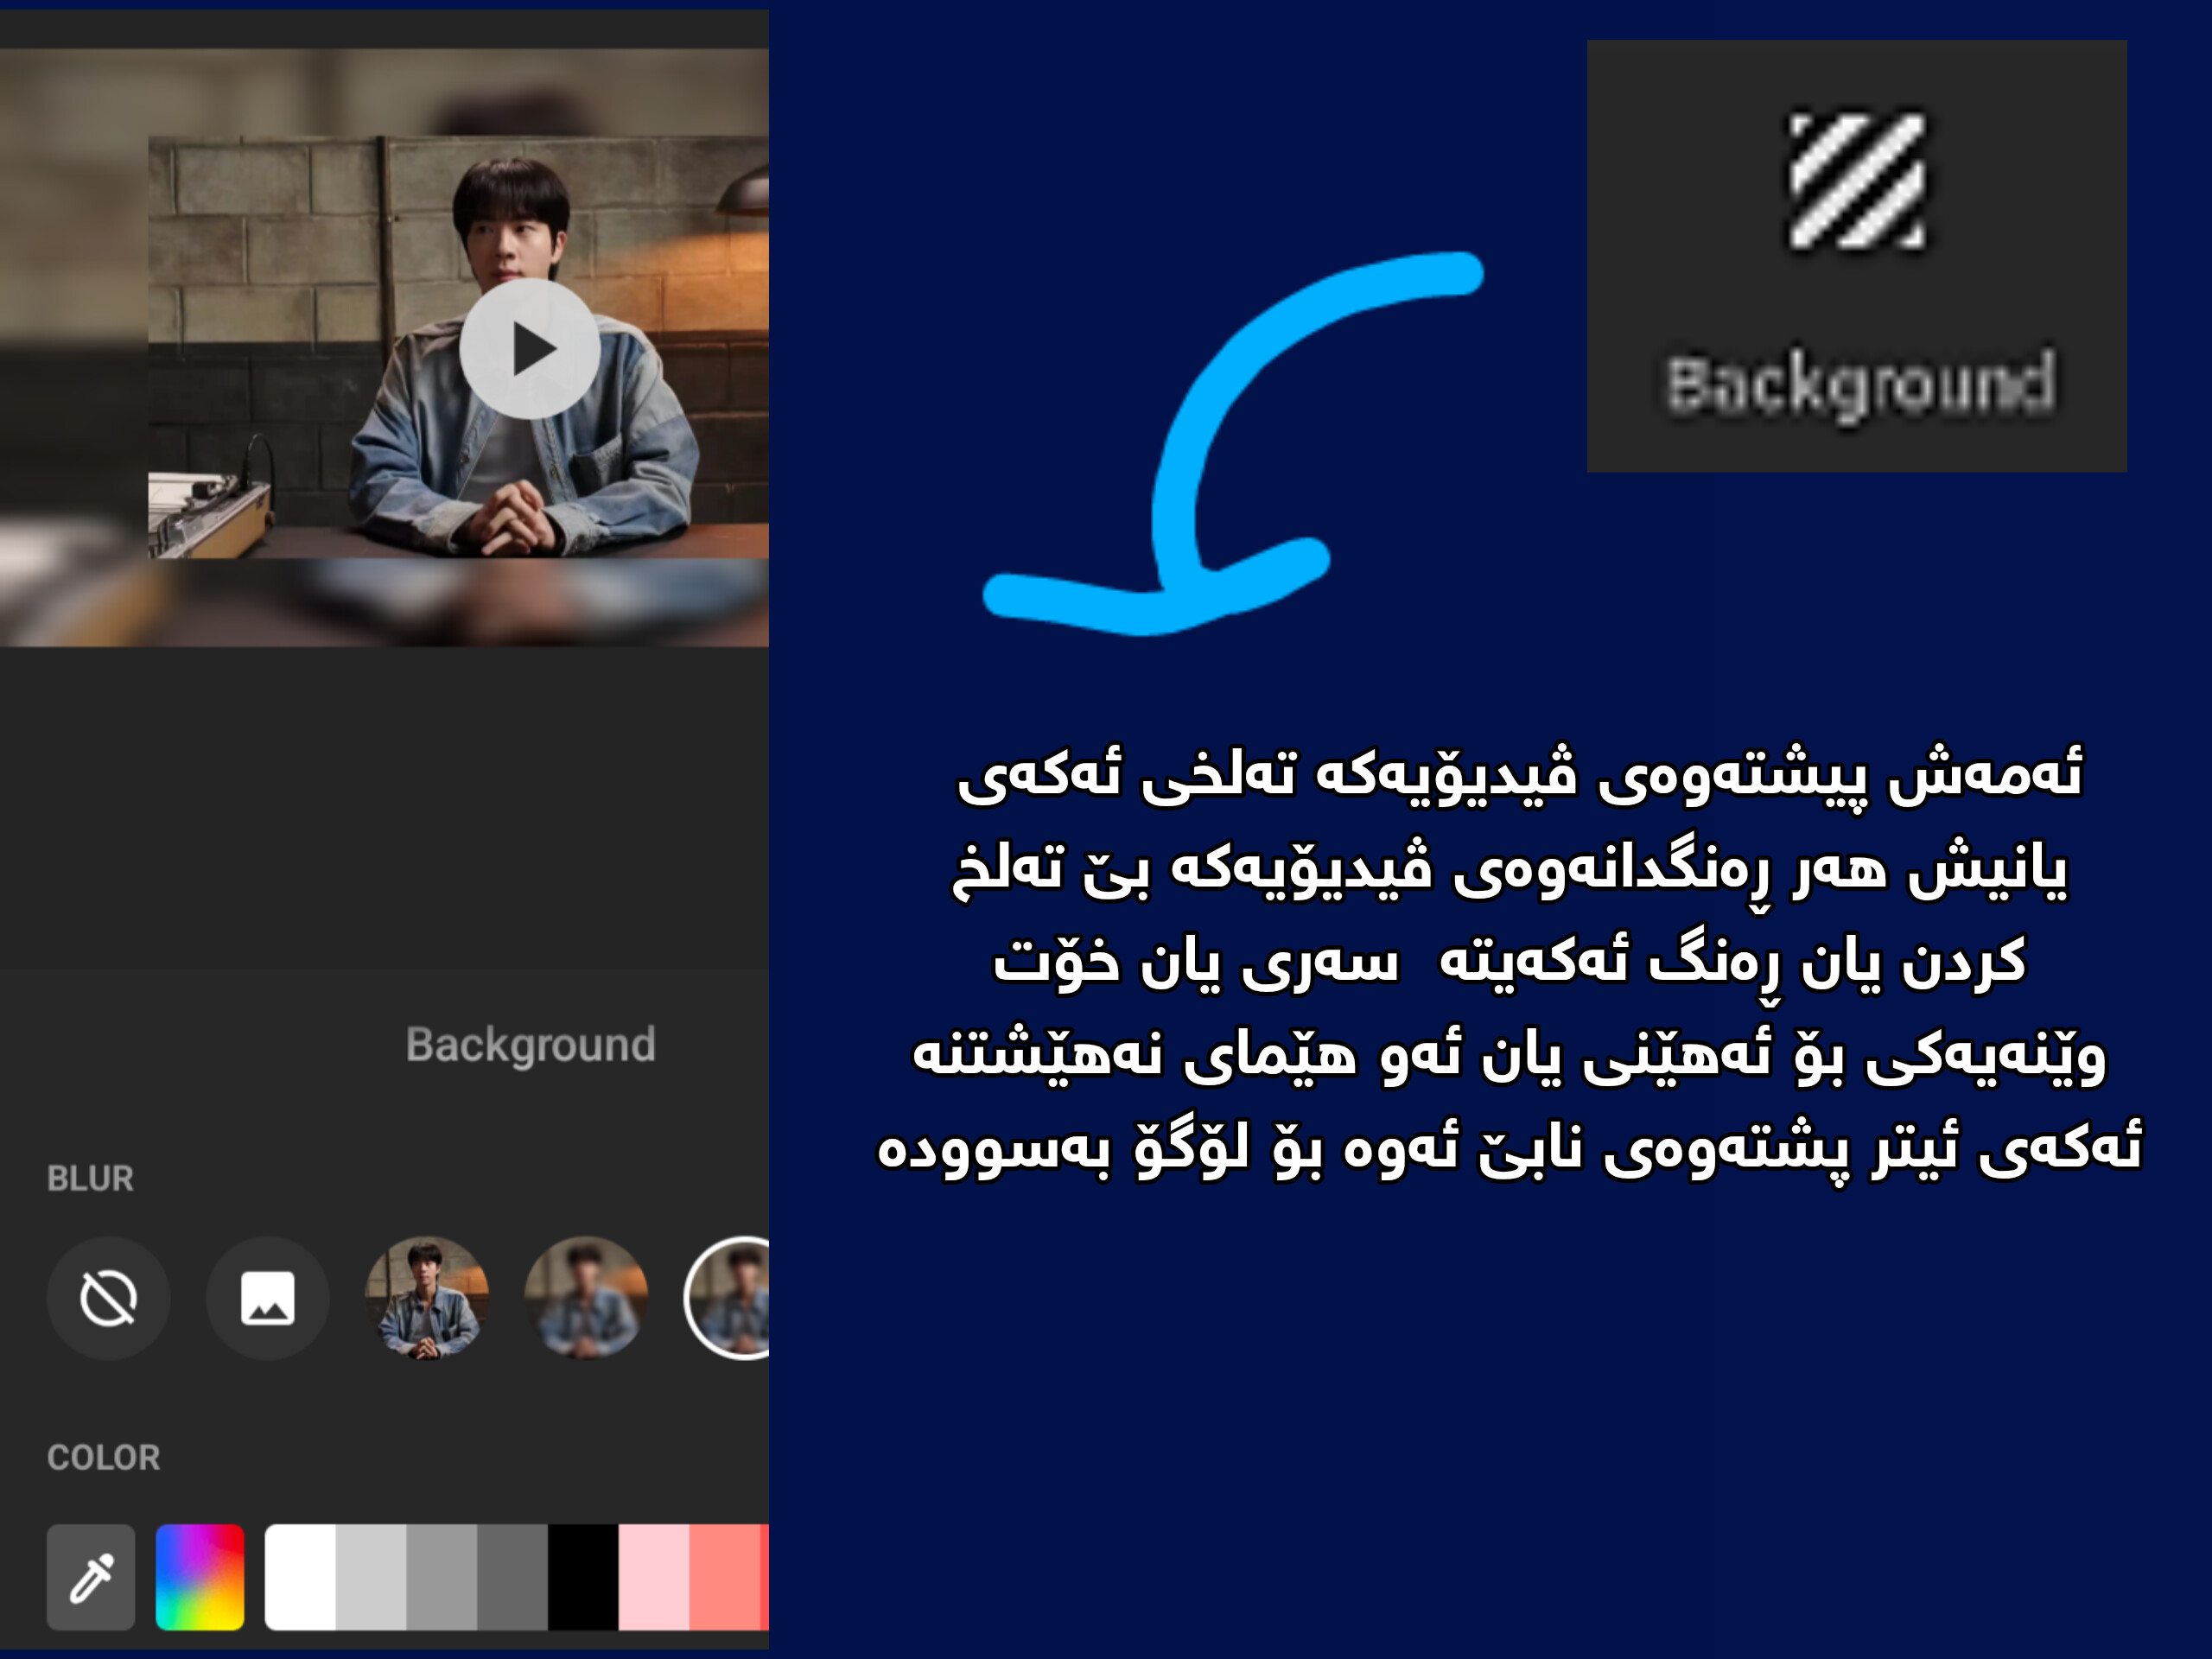 Background
ئەمەش پیشتەوەی ڤیدیۆیەکە تەلخی ئەکەی
یانیش هەر ڕەنگدانەوەی ڤیدیۆیەکە بێ تەلخ
کردن یان ڕەنگ ئەکەیتە سەری یان خۆت
وێنەیەکی بۆ ئەهێنی یان ئەو هێمای نەهێشتنە
ئەکەی ئیتر پشتەوەی نابێ ئەوە بۆ لۆگۆ بەسوودە
Background
BLUR
COLOR